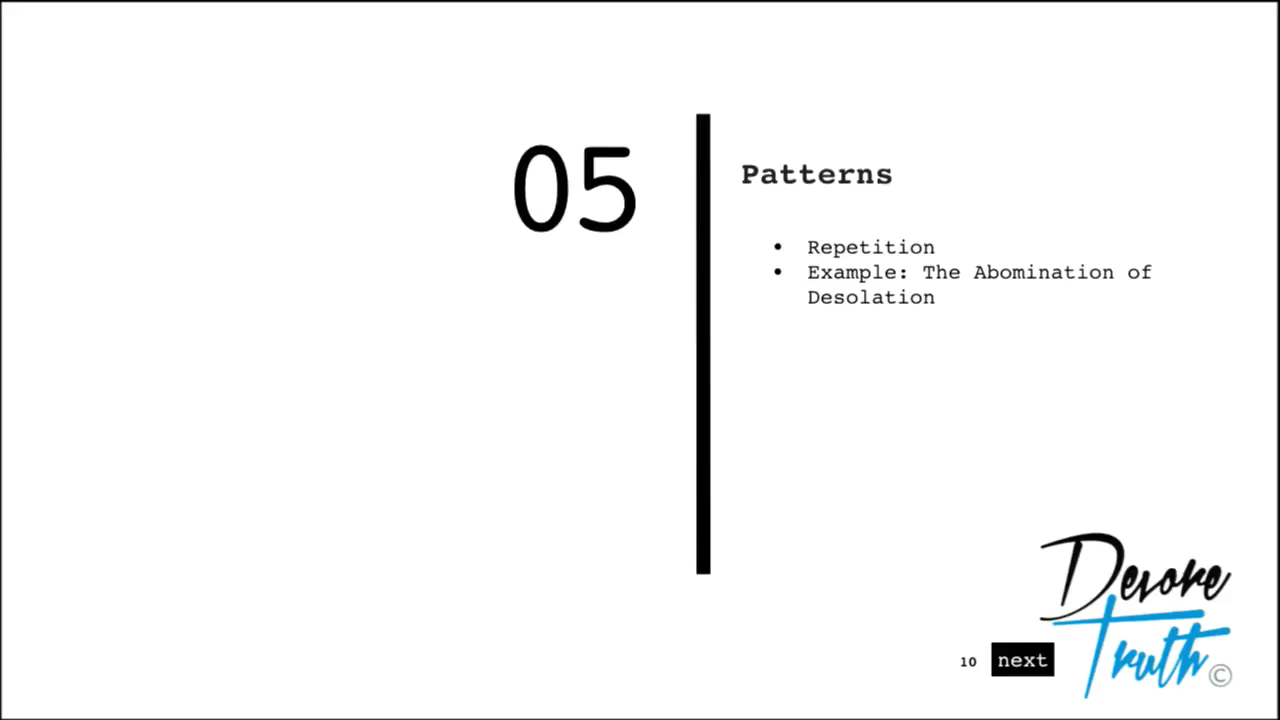 05
Patterns
• Repetition
• Example: The Abomination of
Desolation
10 next
Devore
Truth
©